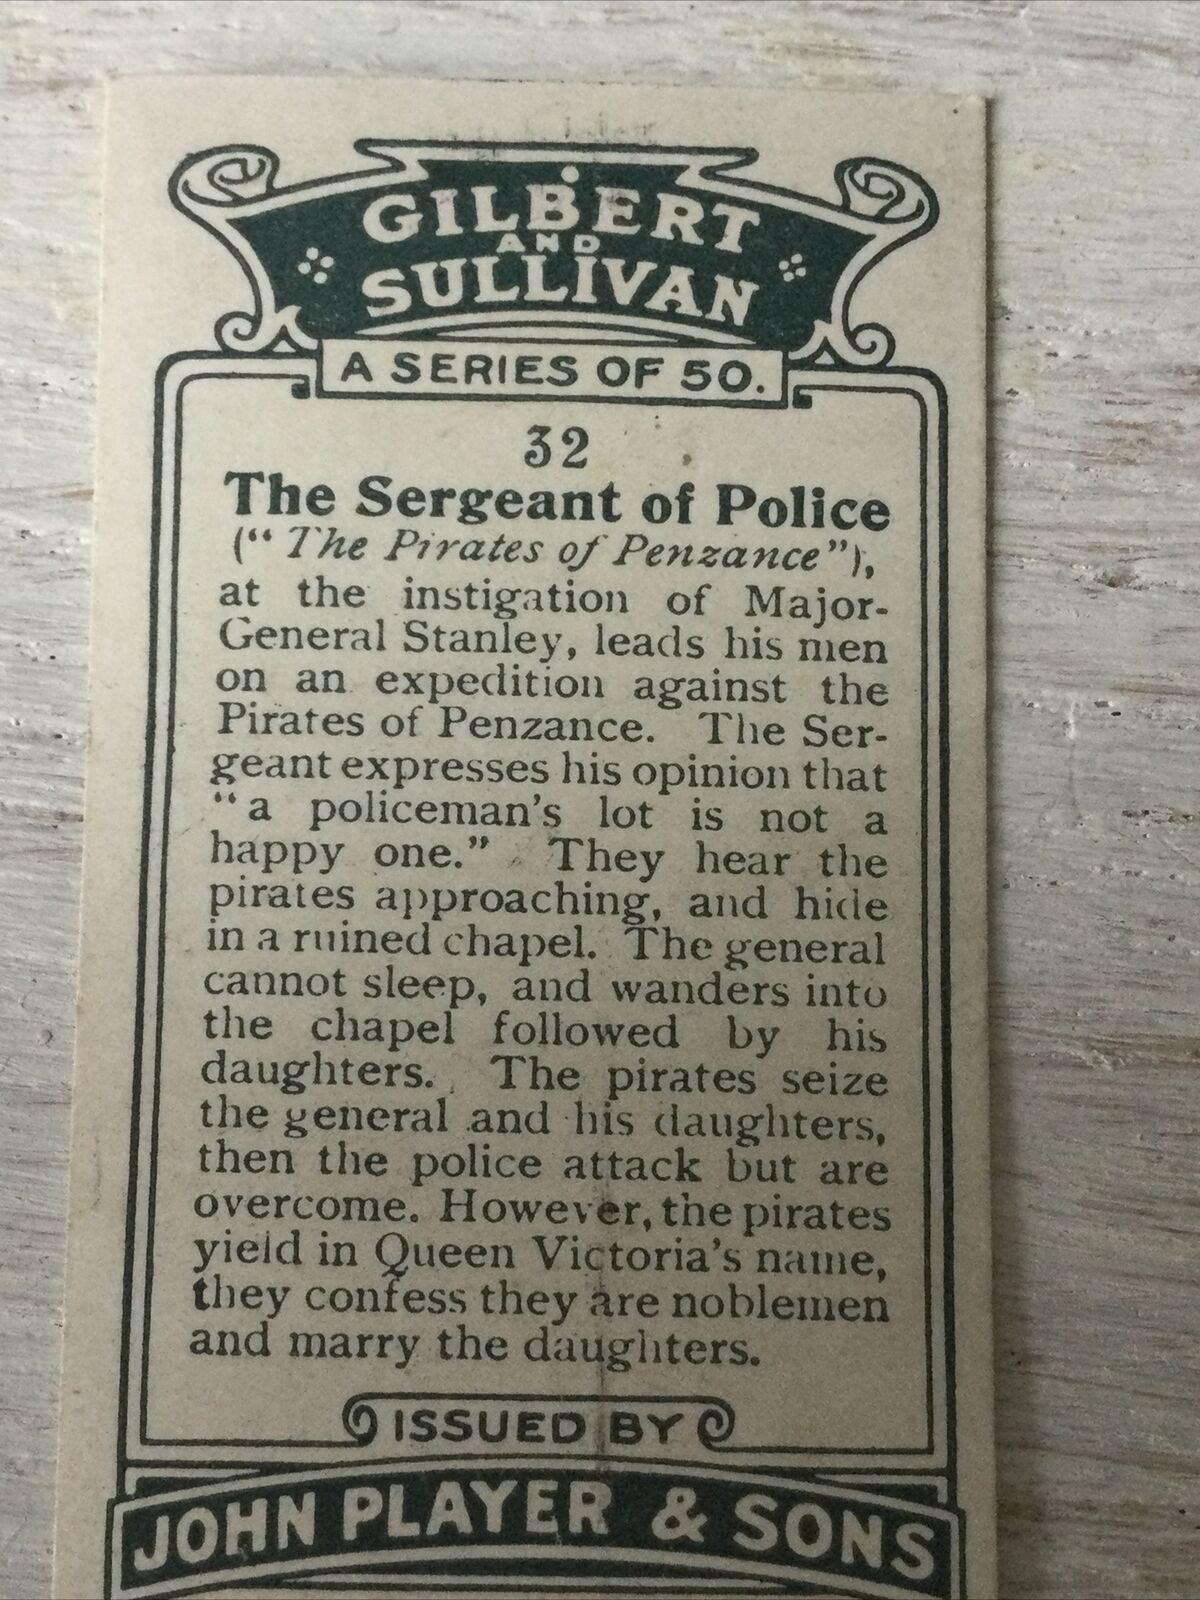 GILBERT
AND
SULLIVAN
A SERIES OF 50.
32
The Sergeant of Police
(“ The Pirates of Penzance”),
at the instigation of Major-
General Stanley, leads his men
on an expedition against the
Pirates of Penzance. The Ser-
geant expresses his opinion that
“a policeman’s lot is not a
happy one.” They hear the
pirates approaching, and hide
in a ruined chapel. The general
cannot sleep, and wanders into
the chapel followed by his
daughters. The pirates seize
the general and his daughters,
then the police attack but are
overcome. However, the pirates
yield in Queen Victoria’s name,
they confess they are noblemen
and marry the daughters.
ISSUED BY
JOHN PLAYER & SONS